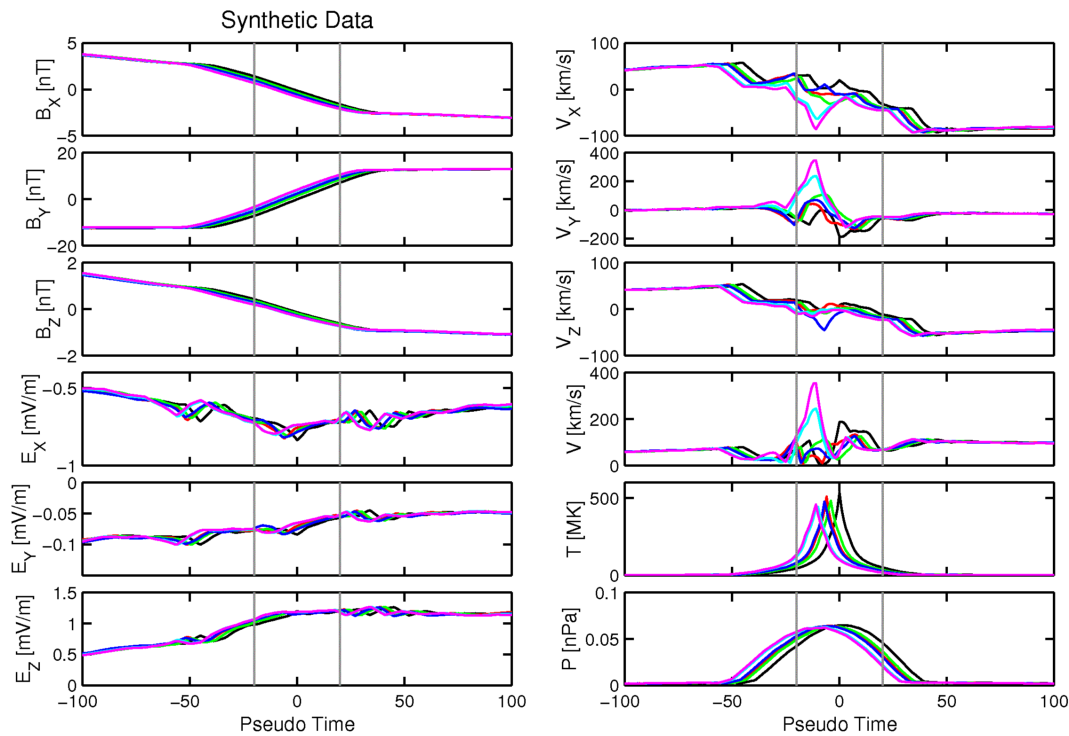 Synthetic Data
5
0
−5
B_X [nT]
20
0
−20
B_Y [nT]
2
0
−2
B_Z [nT]
−0.5
−1
E_X [mV/m]
0
−0.05
−0.1
E_Y [mV/m]
1.5
1
0.5
0
E_Z [mV/m]
−100 −50 0 50 100
Pseudo Time
100
0
−100
V_X [km/s]
400
200
0
−200
V_Y [km/s]
100
0
−100
V_Z [km/s]
400
200
0
V [km/s]
500
0
T [MK]
0.1
0.05
0
P [nPa]
−100 −50 0 50 100
Pseudo Time